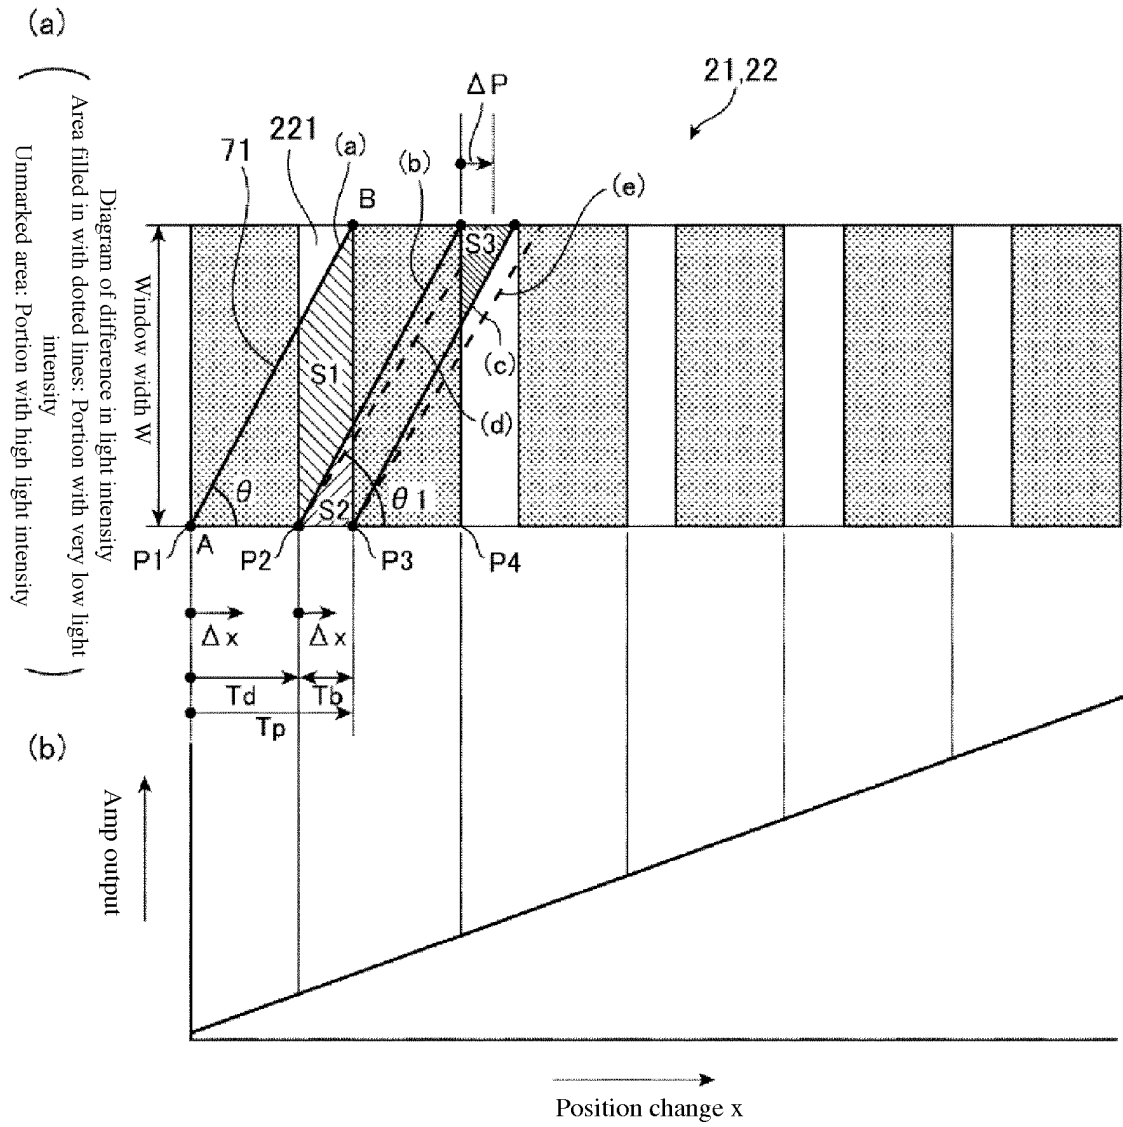 (a)
Diagram of difference in light intensity
Area filled in with dotted lines: Portion with very low light
intensity
Unmarked area: Portion with high light intensity
21,22
ΔP
221
71
(a)
(b)
(e)
B
S3
Window width W
S1
(c)
(d)
θ
S2
θ1
A
P1
P2
P3
P4
Δx
Δx
Td
Tb
Tp
(b)
Amp output
Position change x